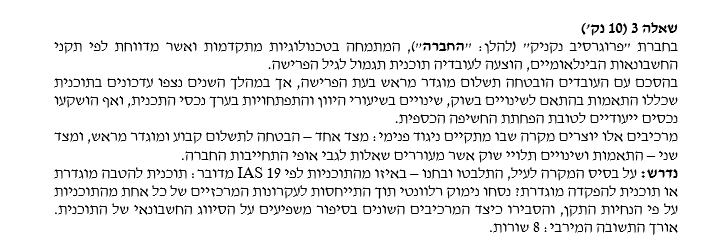 שאלה 3 (10 נק')
בחברת "פרוגרסיב נקניק" (להלן: "החברה"), המתמחה בטכנולוגיות מתקדמות ואשר מדווחת לפי תקני
החשבונאות הבינלאומיים, הוצעה לעובדיה תוכנית תגמול לגיל הפרישה.
בהסכם עם העובדים הובטחה תשלום מוגדר מראש בעת הפרישה, אך במהלך השנים נצפו עדכונים בתוכנית
שכללו התאמות בהתאם לשינויים בשוק, שינויים בשיעורי היוון והתפתחויות בערך נכסי התכנית, ואף הושקעו
נכסים ייעודיים לטובת הפחתת החשיפה הכספית.
מרכיבים אלו יוצרים מקרה שבו מתקיים ניגוד פנימי: מצד אחד – הבטחה לתשלום קבוע ומוגדר מראש, ומצד
שני – התאמות ושינויים תלויי שוק אשר מעוררים שאלות לגבי אופי התחייבות החברה.
נדרש: על בסיס המקרה לעיל, התלבטו ובחנו – באיזו מהתוכניות לפי IAS 19 מדובר: תוכנית להטבה מוגדרת
או תוכנית להפקדה מוגדרת? נסחו נימוק רלוונטי תוך התייחסות לעקרונות המרכזיים של כל אחת מהתוכניות
על פי הנחיות התקן, והסבירו כיצד המרכיבים השונים בסיפור משפיעים על הסיווג החשבונאי של התוכנית.
אורך התשובה המירבי: 8 שורות.